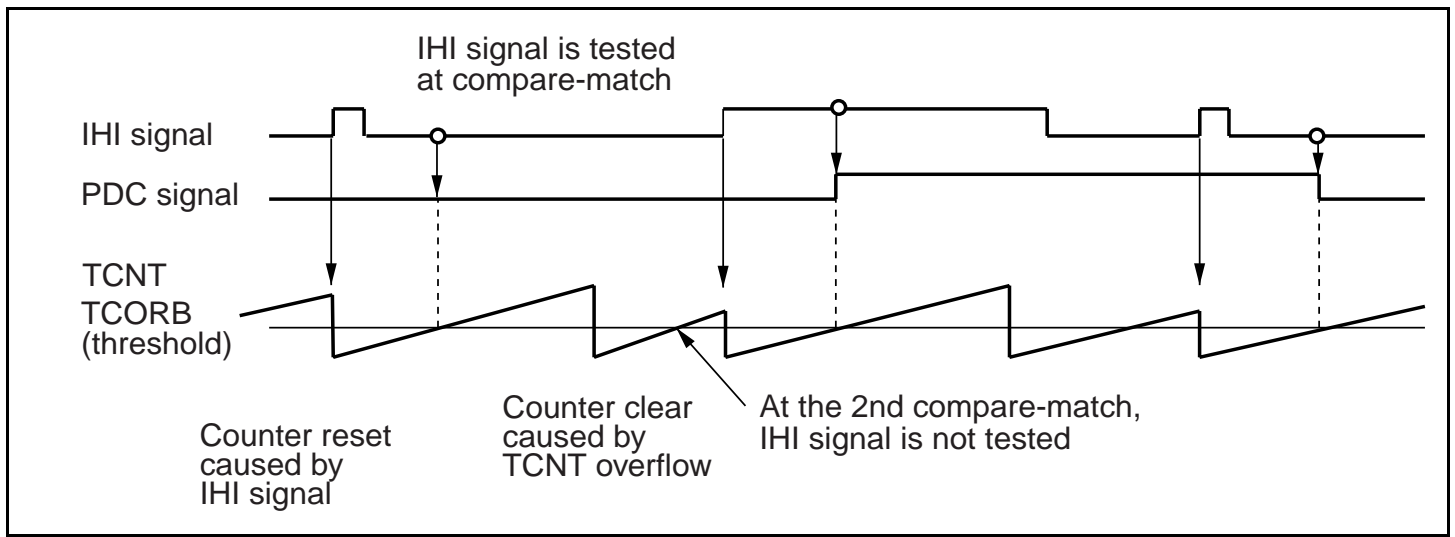 IHI signal is tested
at compare-match
IHI signal
PDC signal
TCNT
TCORB
(threshold)
Counter reset
caused by
IHI signal
Counter clear
caused by
TCNT overflow
At the 2nd compare-match,
IHI signal is not tested